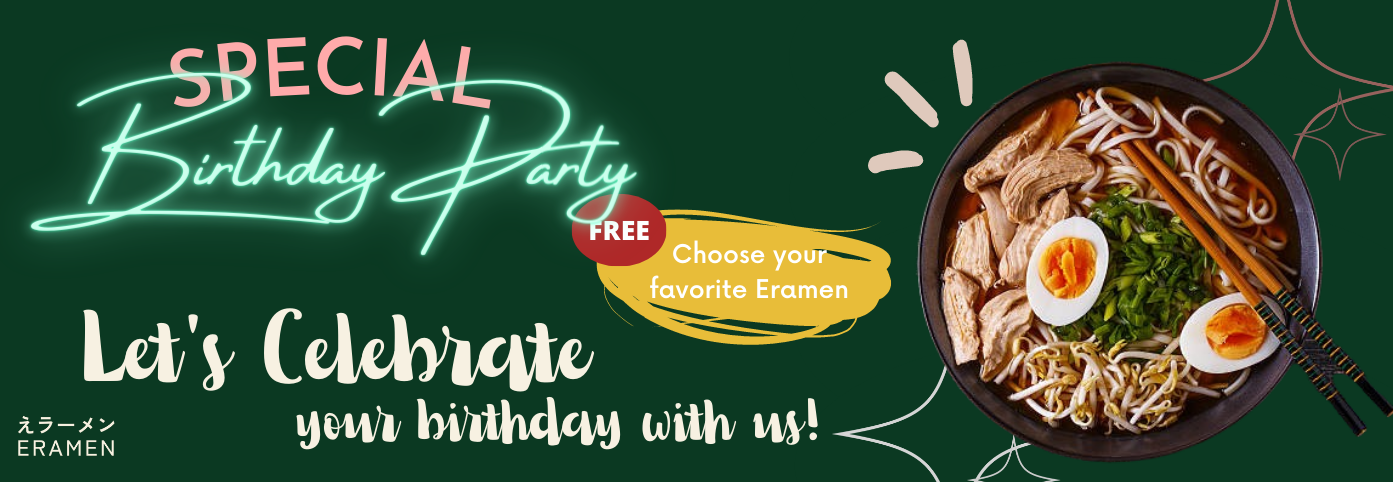 SPECIAL
Birthday Party
FREE
Choose your
favorite Eramen
Let's Celebrate
your birthday with us!
えラーメン
ERAMEN